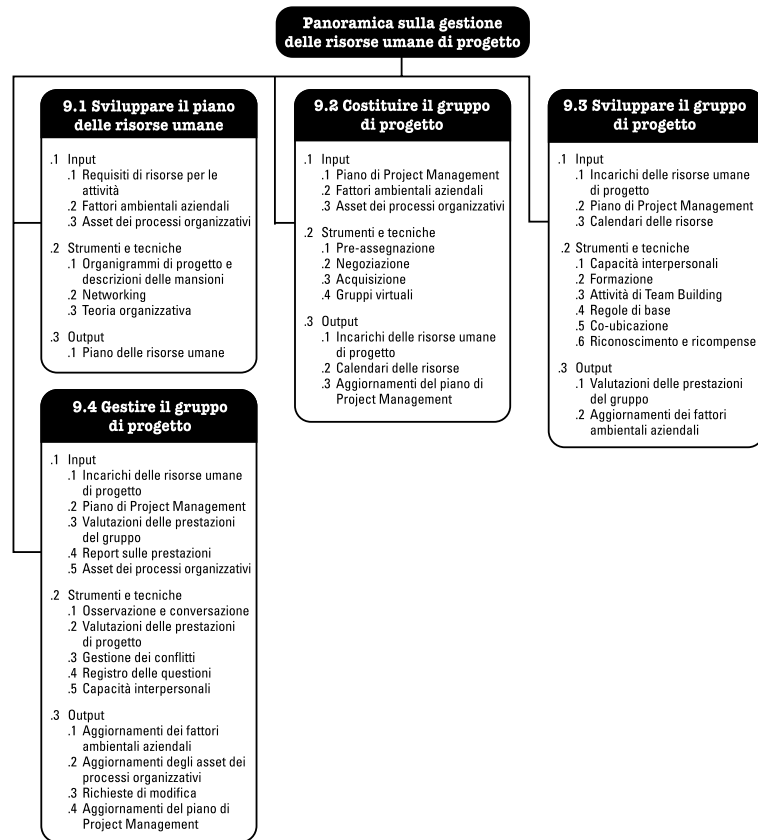 Panoramica sulla gestione
delle risorse umane di progetto
9.1 Sviluppare il piano
delle risorse umane
.1 Input
.1 Requisiti di risorse per le
attività
.2 Fattori ambientali aziendali
.3 Asset dei processi organizzativi
.2 Strumenti e tecniche
.1 Organigrammi di progetto e
descrizioni delle mansioni
.2 Networking
.3 Teoria organizzativa
.3 Output
.1 Piano delle risorse umane
9.2 Costituire il gruppo
di progetto
.1 Input
.1 Piano di Project Management
.2 Fattori ambientali aziendali
.3 Asset dei processi organizzativi
.2 Strumenti e tecniche
.1 Pre-assegnazione
.2 Negoziazione
.3 Acquisizione
.4 Gruppi virtuali
.3 Output
.1 Incarichi delle risorse umane
di progetto
.2 Calendari delle risorse
.3 Aggiornamenti del piano di
Project Management
9.3 Sviluppare il gruppo
di progetto
.1 Input
.1 Incarichi delle risorse umane
di progetto
.2 Piano di Project Management
.3 Calendari delle risorse
.2 Strumenti e tecniche
.1 Capacità interpersonali
.2 Formazione
.3 Attività di Team Building
.4 Regole di base
.5 Co-ubicazione
.6 Riconoscimento e ricompense
.3 Output
.1 Valutazioni delle prestazioni
del gruppo
.2 Aggiornamenti dei fattori
ambientali aziendali
9.4 Gestire il gruppo
di progetto
.1 Input
.1 Incarichi delle risorse umane
di progetto
.2 Piano di Project Management
.3 Valutazioni delle prestazioni
del gruppo
.4 Report sulle prestazioni
.5 Asset dei processi organizzativi
.2 Strumenti e tecniche
.1 Osservazione e conversazione
.2 Valutazioni delle prestazioni
di progetto
.3 Gestione dei conflitti
.4 Registro delle questioni
.5 Capacità interpersonali
.3 Output
.1 Aggiornamenti dei fattori
ambientali aziendali
.2 Aggiornamenti degli asset dei
processi organizzativi
.3 Richieste di modifica
.4 Aggiornamenti del piano di
Project Management